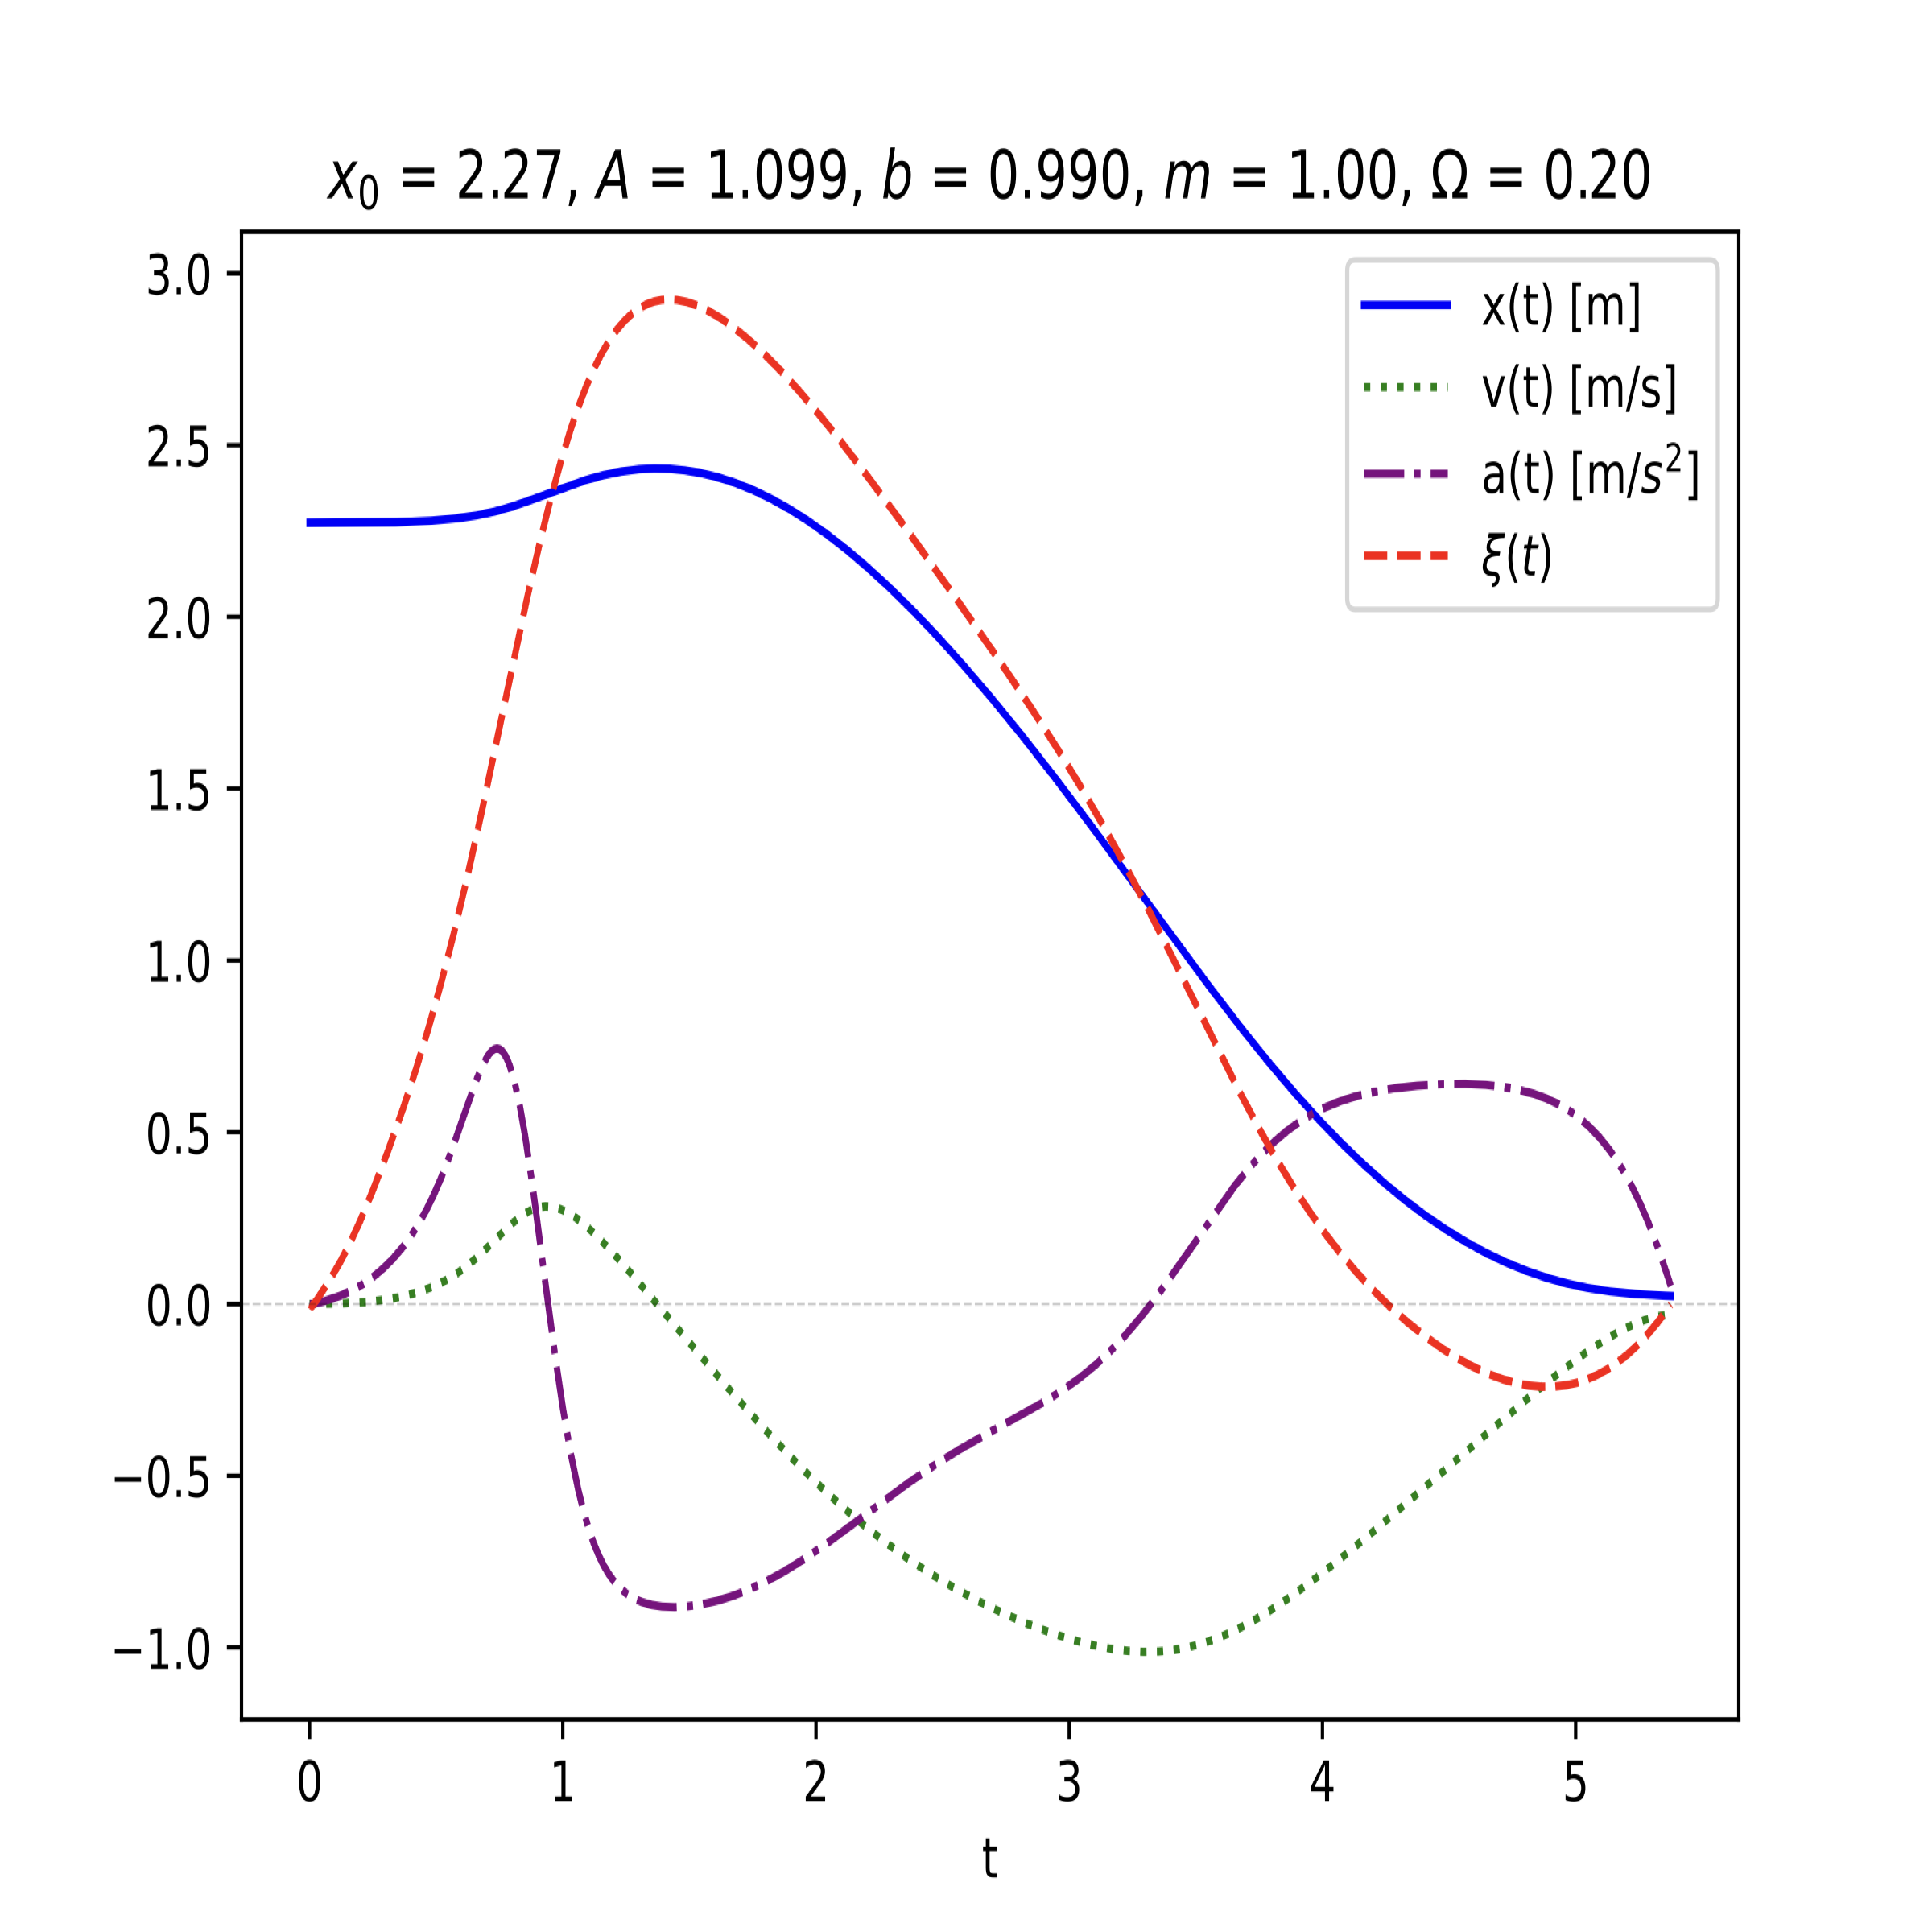 x₀ = 2.27, A = 1.099, b = 0.990, m = 1.00, Ω = 0.20
3.0
2.5
2.0
1.5
1.0
0.5
0.0
−0.5
−1.0
x(t) [m]
v(t) [m/s]
a(t) [m/s²]
ξ(t)
0 1 2 3 4 5
t